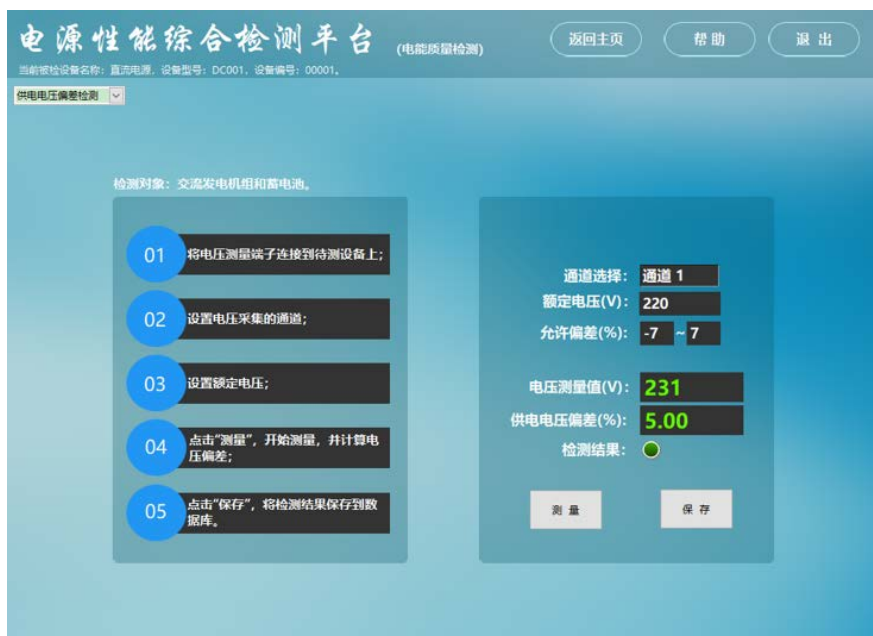 电源性能综合检测平台 (电能质量检测) 返回主页 帮助 退出
当前被检设备名称：直流电源，设备型号：DC001，设备编号：00001。
供电电压偏差检测
检测对象：交流发电机组和蓄电池。
01 将电压测量端子连接到待测设备上；
02 设置电压采集的通道；
03 设置额定电压；
04 点击“测量”，开始测量，并计算电
压偏差；
05 点击“保存”，将检测结果保存到数
据库。
通道选择： 通道 1
额定电压(V)： 220
允许偏差(%)： -7 ~ 7
电压测量值(V)： 231
供电电压偏差(%)： 5.00
检测结果：
测 量 保 存